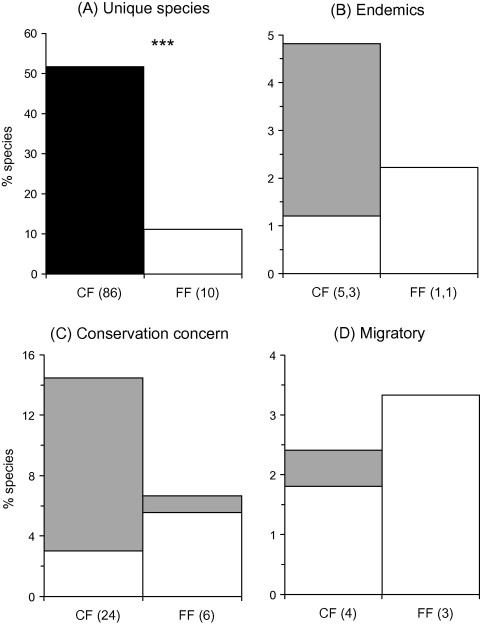 (A) Unique species
60
50
40
30
20
10
0
% species
***
CF (86)
FF (10)
(B) Endemics
5
4
3
2
1
0
CF (5,3)
FF (1,1)
(C) Conservation concern
16
12
8
4
0
% species
CF (24)
FF (6)
(D) Migratory
4
3
2
1
0
CF (4)
FF (3)